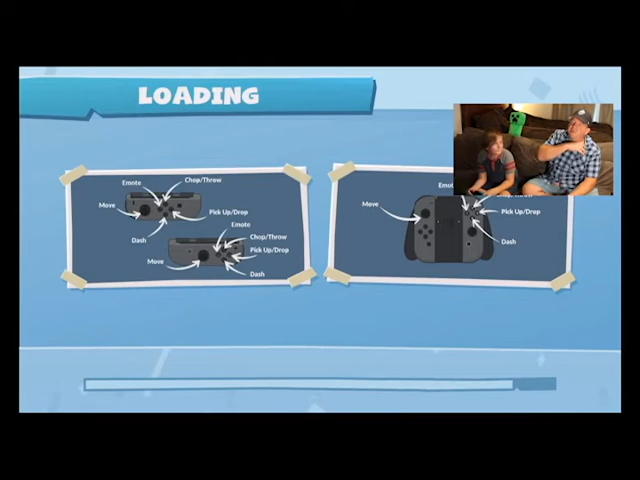 LOADING
Emote
Chop/Throw
Move
Pick Up/Drop
Dash
Emote
Chop/Throw
Pick Up/Drop
Move
Dash
Move
Pick Up/Drop
Dash